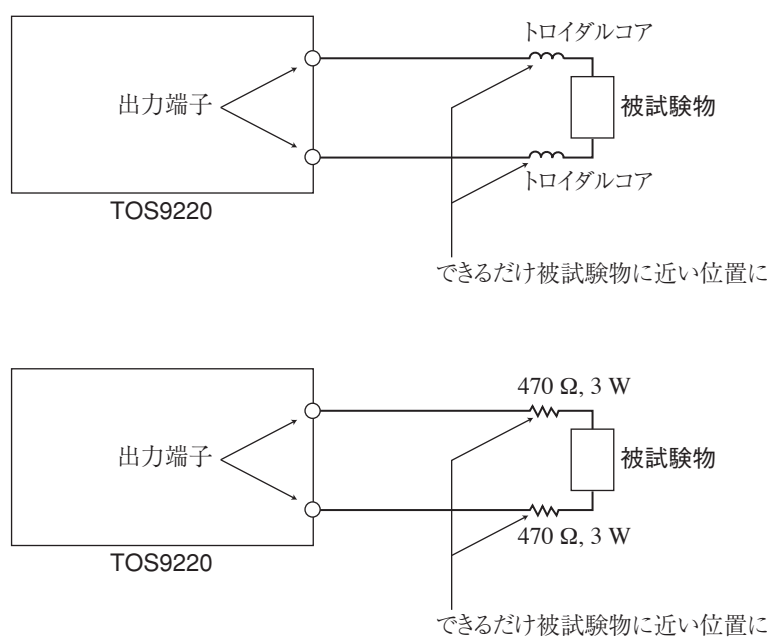 トロイダルコア
出力端子
被試験物
トロイダルコア
TOS9220
できるだけ被試験物に近い位置に
470 Ω, 3 W
出力端子
被試験物
470 Ω, 3 W
TOS9220
できるだけ被試験物に近い位置に